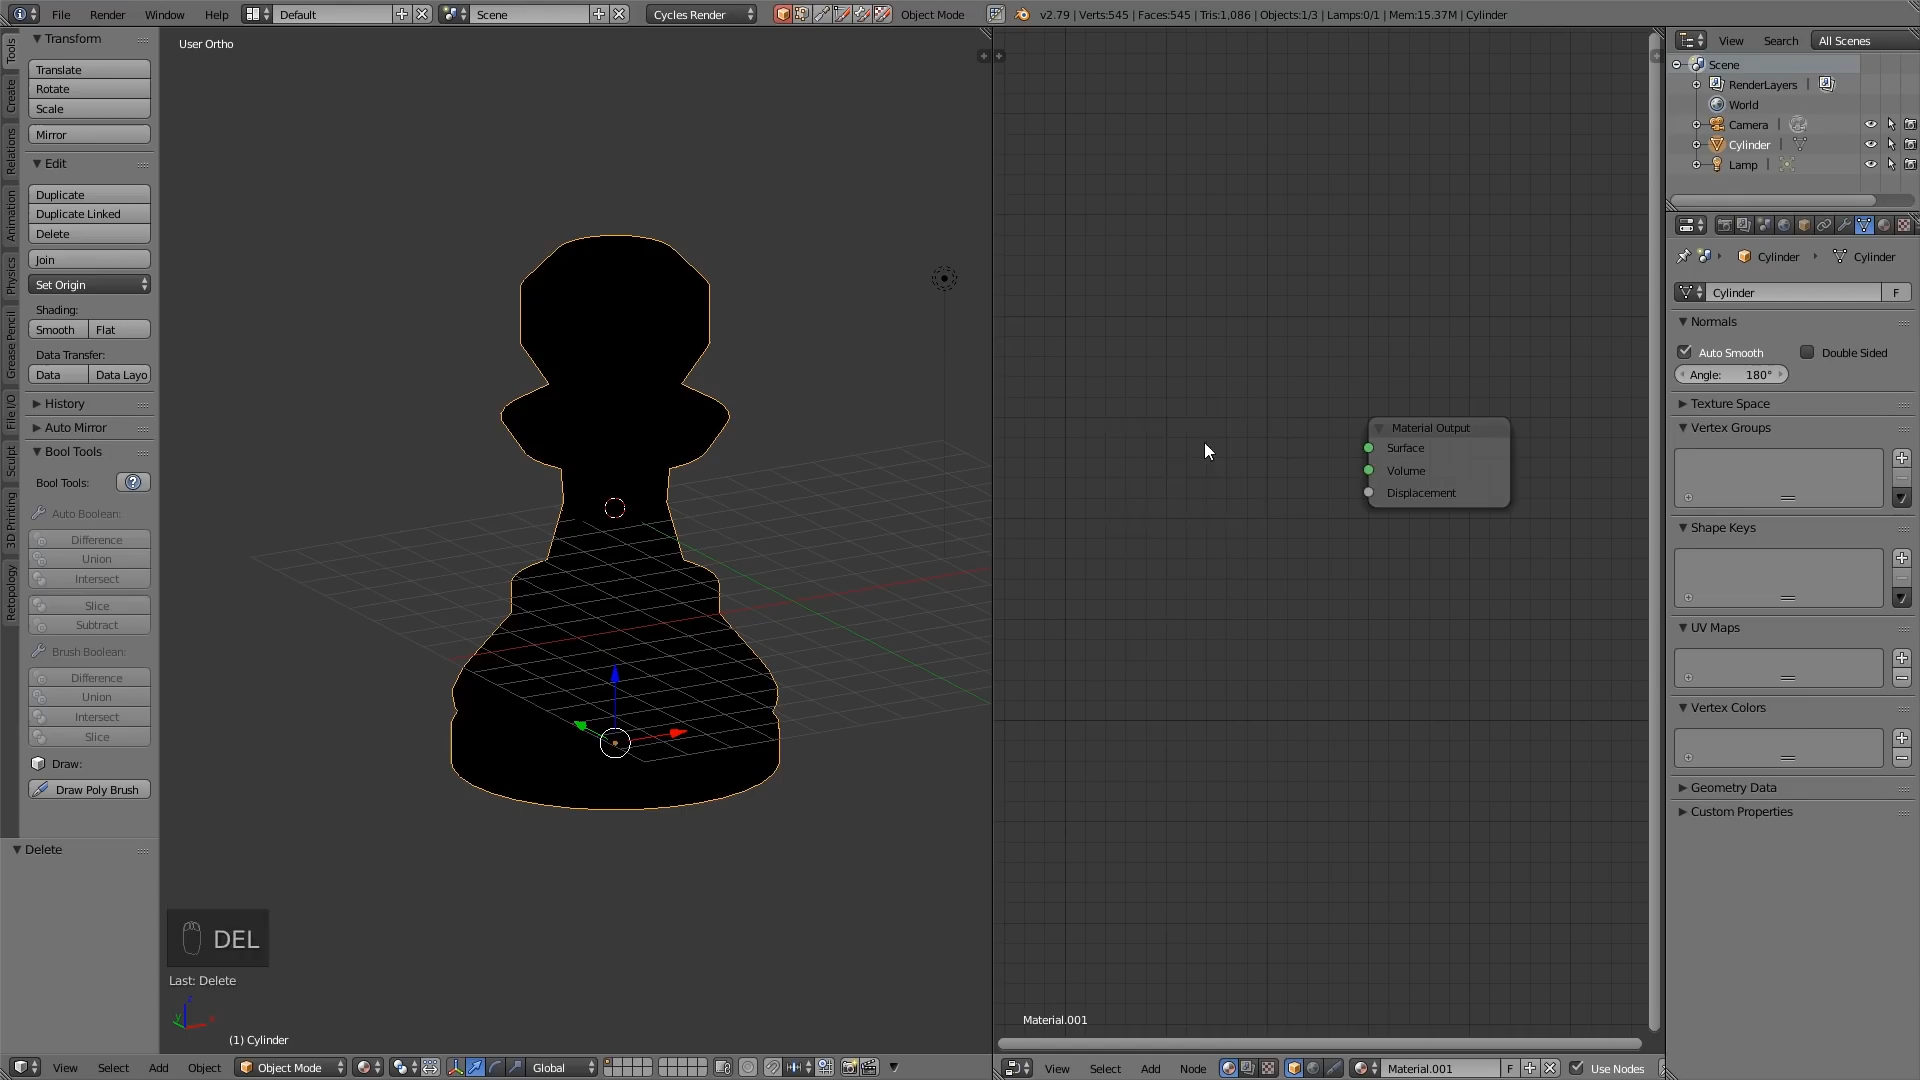 File Render Window Help Default Scene Cycles Render Object Mode v2.79 | Verts:545 | Faces:545 | Tris:1,086 | Objects:1/3 | Lamps:0/1 | Mem:15.37M | Cylinder
Tools
Create
Relations
Animation
Physics
Grease Pencil
File I/O
Sculpt
3D Printing
Retopology
Transform
Translate
Rotate
Scale
Mirror
Edit
Duplicate
Duplicate Linked
Delete
Join
Set Origin
Shading:
Smooth Flat
Data Transfer:
Data Data Layo
History
Auto Mirror
Bool Tools
Bool Tools:
Auto Boolean:
Difference
Union
Intersect
Slice
Subtract
Brush Boolean:
Difference
Union
Intersect
Slice
Draw:
Draw Poly Brush
Delete
User Ortho
DEL
Last: Delete
z
y
x
(1) Cylinder
View Select Add Object Object Mode Global
Material Output
Surface
Volume
Displacement
Material.001
View Select Add Node Material.001 F Use Nodes
View Search All Scenes
Scene
RenderLayers |
World
Camera |
Cylinder |
Lamp |
Cylinder Cylinder
Cylinder F
Normals
Auto Smooth Double Sided
Angle: 180°
Texture Space
Vertex Groups
Shape Keys
UV Maps
Vertex Colors
Geometry Data
Custom Properties